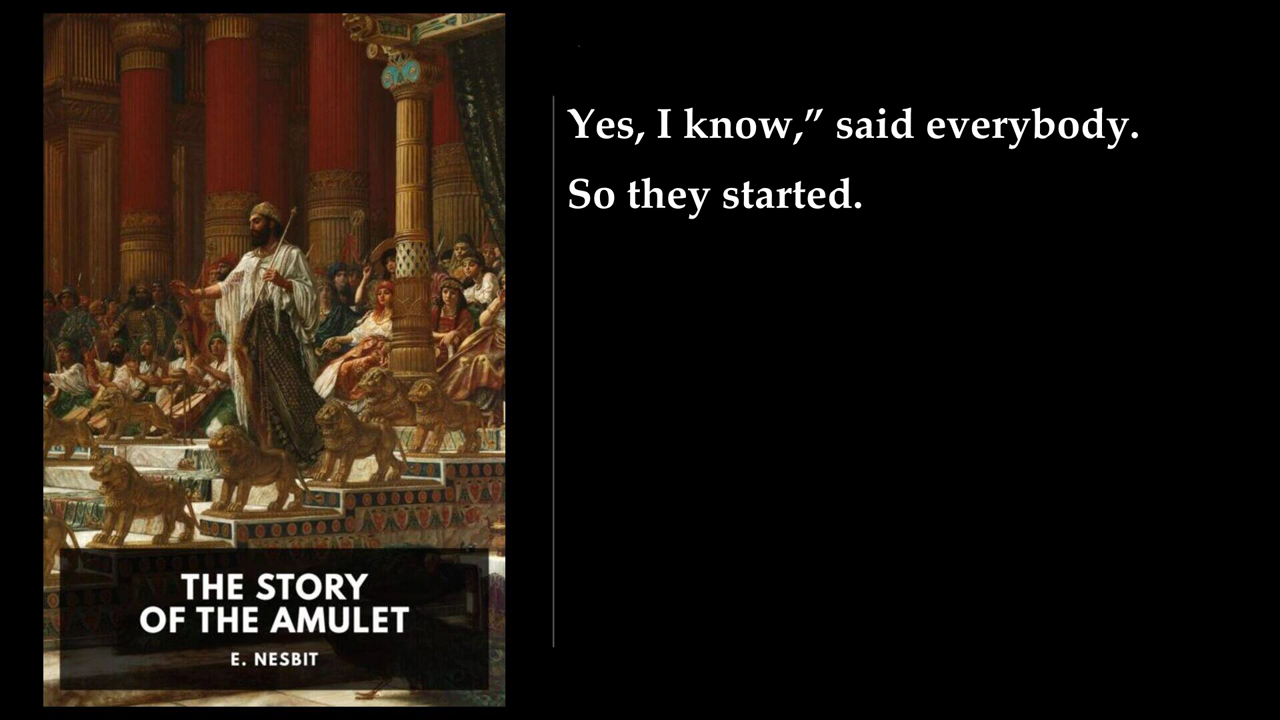 Yes, I know,” said everybody.
So they started.
THE STORY
OF THE AMULET
E. NESBIT